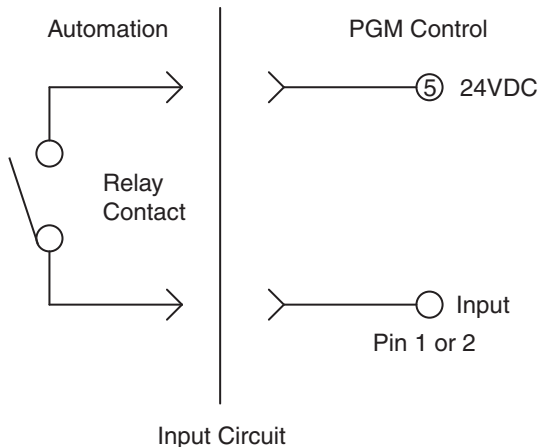 Automation
PGM Control
5 24VDC
Relay
Contact
Input
Pin 1 or 2
Input Circuit